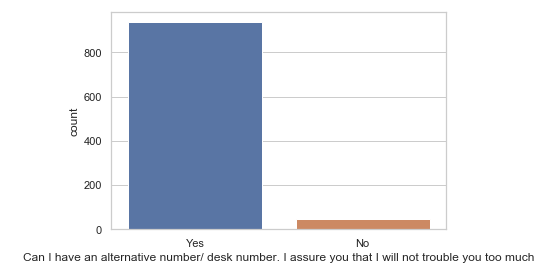 800
600
400
200
0
count
Yes No
Can I have an alternative number/ desk number. I assure you that I will not trouble you too much